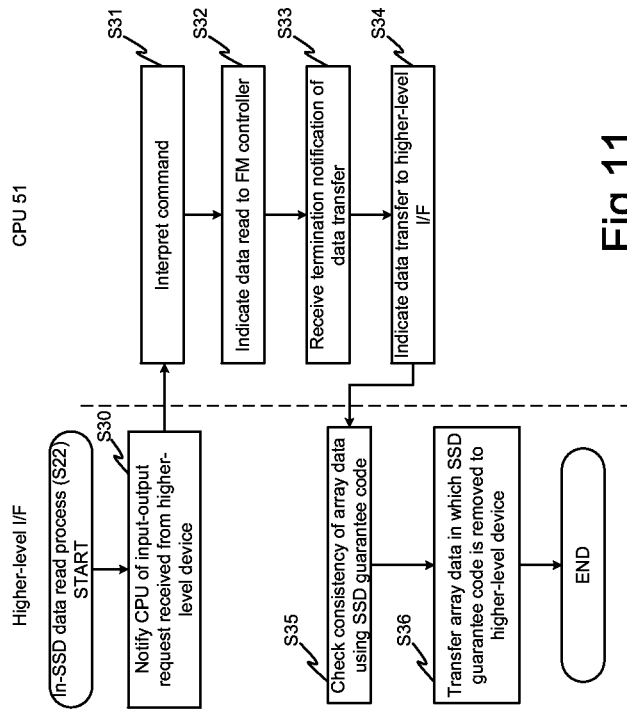 Higher-level I/F
CPU 51
In-SSD data read process (S22)
START
S30
Notify CPU of input-output
request received from higher-
level device
S31
Interpret command
S32
Indicate data read to FM controller
S33
Receive termination notification of
data transfer
S34
Indicate data transfer to higher-level
I/F
S35
Check consistency of array data
using SSD guarantee code
S36
Transfer array data in which SSD
guarantee code is removed to
higher-level device
END
Fig.11